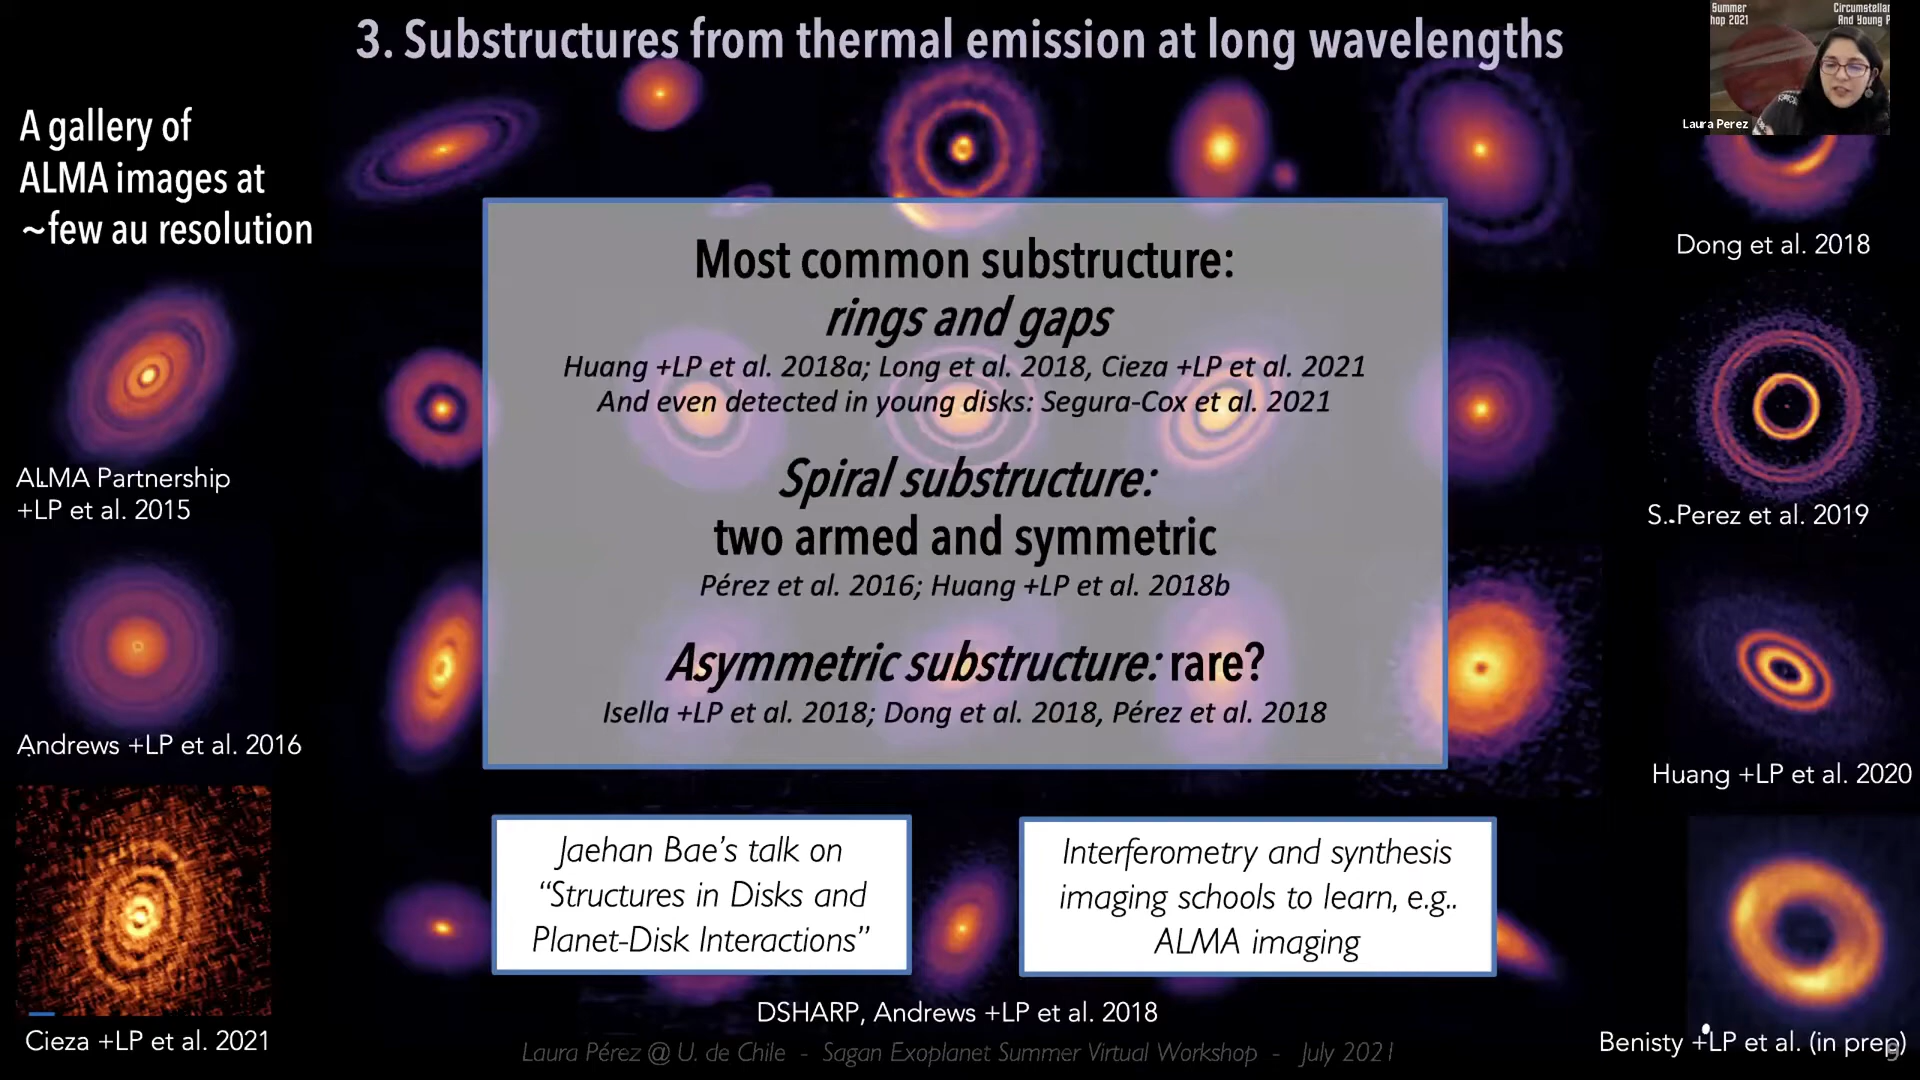 3. Substructures from thermal emission at long wavelengths
Summer
hop 2021
Circumstellar
And Young P
Laura Perez
A gallery of
ALMA images at
~few au resolution
Dong et al. 2018
Most common substructure:
rings and gaps
Huang +LP et al. 2018a; Long et al. 2018, Cieza +LP et al. 2021
And even detected in young disks: Segura-Cox et al. 2021
Spiral substructure:
two armed and symmetric
Pérez et al. 2016; Huang +LP et al. 2018b
Asymmetric substructure: rare?
Isella +LP et al. 2018; Dong et al. 2018, Pérez et al. 2018
ALMA Partnership
+LP et al. 2015
S. Perez et al. 2019
Andrews +LP et al. 2016
Huang +LP et al. 2020
Jaehan Bae's talk on
“Structures in Disks and
Planet-Disk Interactions”
Interferometry and synthesis
imaging schools to learn, e.g..
ALMA imaging
DSHARP, Andrews +LP et al. 2018
Cieza +LP et al. 2021
Benisty +LP et al. (in prep)
Laura Pérez @ U. de Chile - Sagan Exoplanet Summer Virtual Workshop - July 2021
9